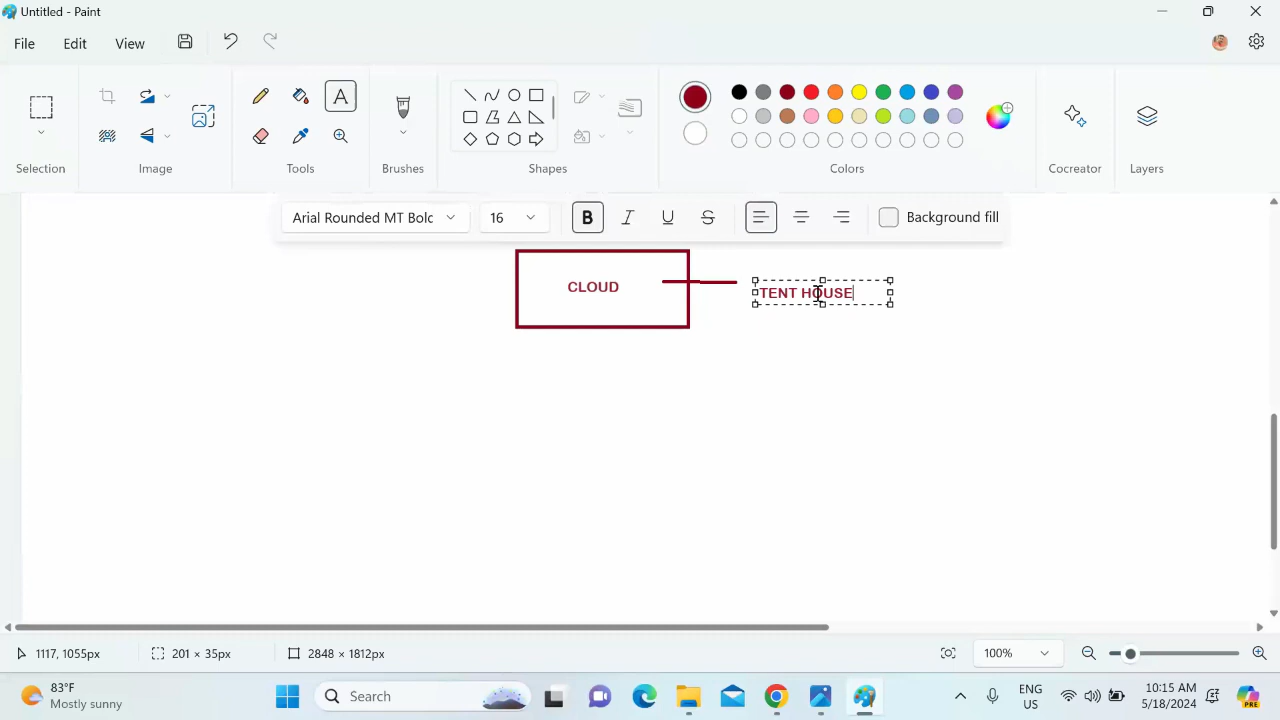 Untitled - Paint
File Edit View
Selection Image Tools Brushes Shapes Colors Cocreator Layers
Arial Rounded MT Bolc 16 B I U S Background fill
CLOUD
TENT HOUSE
1117, 1055px 201 × 35px 2848 × 1812px 100%
83°F
Mostly sunny
Search
ENG
US
10:15 AM
5/18/2024
PRE